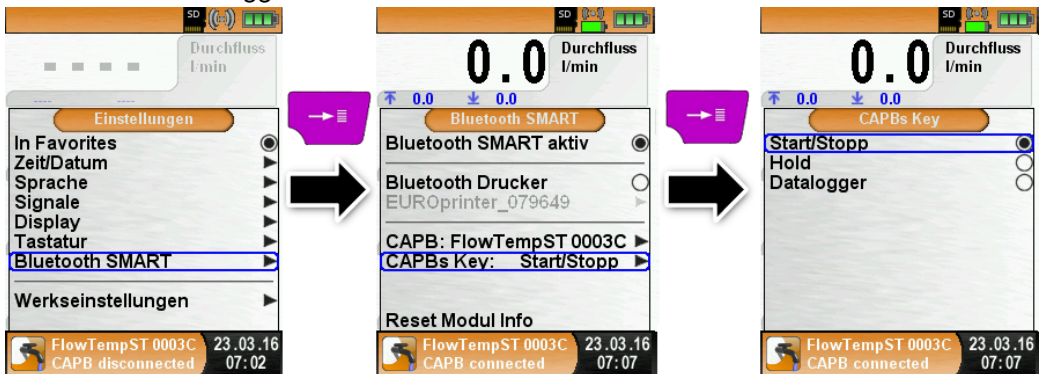 SD
Durchfluss
l/min
---- ----
Einstellungen
In Favorites
Zeit/Datum
Sprache
Signale
Display
Tastatur
Bluetooth SMART
Werkseinstellungen
FlowTempST 0003C
CAPB disconnected
23.03.16
07:02
SD
0.0
Durchfluss
l/min
0.0 0.0
Bluetooth SMART
Bluetooth SMART aktiv
Bluetooth Drucker
EUROprinter_079649
CAPB: FlowTempST 0003C
CAPBs Key: Start/Stopp
Reset Modul Info
FlowTempST 0003C
CAPB connected
23.03.16
07:07
SD
0.0
Durchfluss
l/min
0.0 0.0
CAPBs Key
Start/Stopp
Hold
Datalogger
FlowTempST 0003C
CAPB connected
23.03.16
07:07